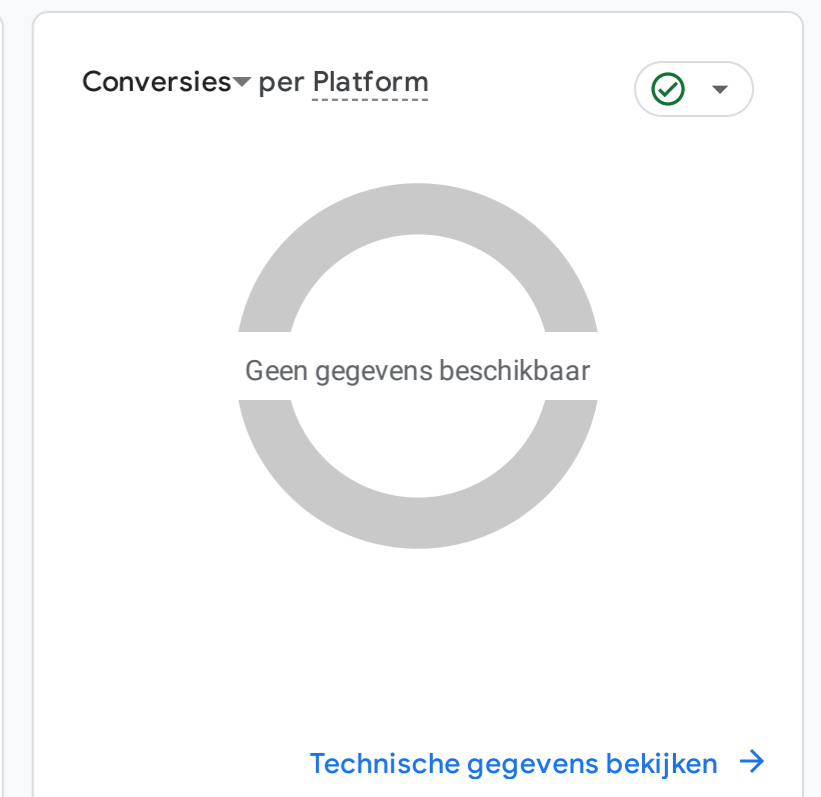 Conversies per Platform
Geen gegevens beschikbaar
Technische gegevens bekijken